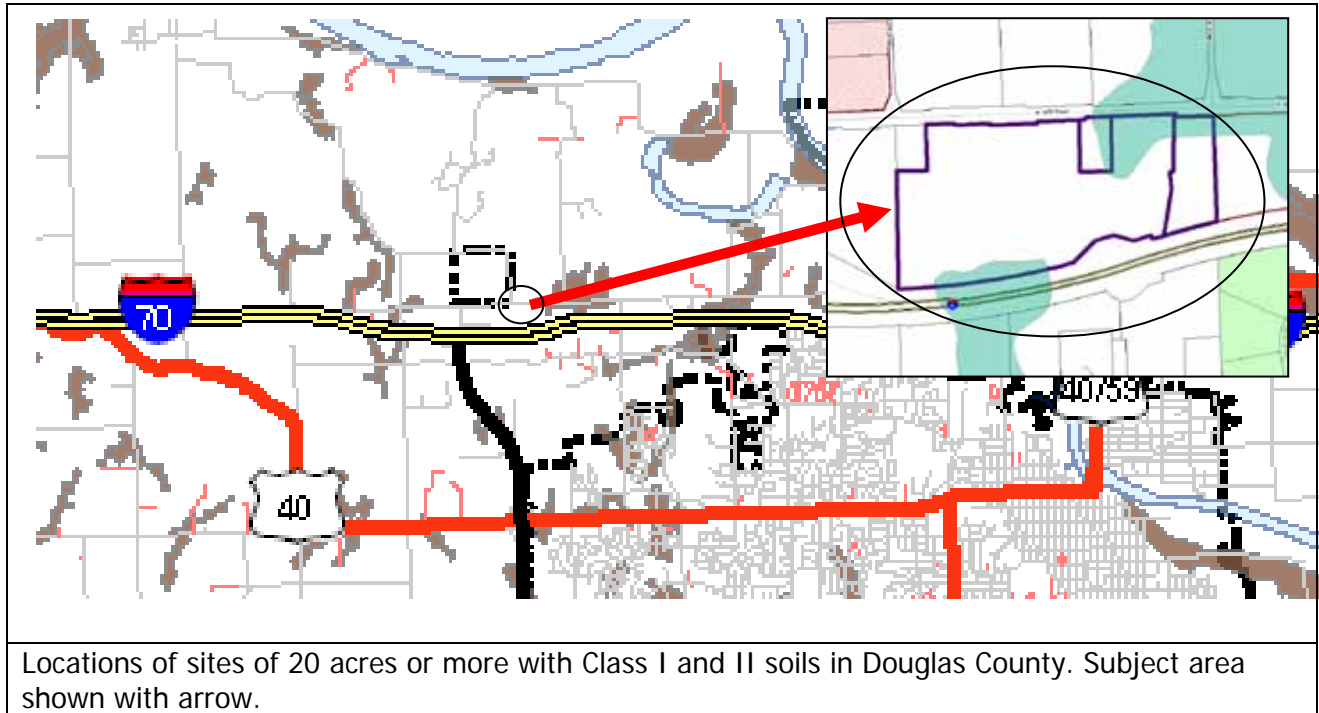 70
40
40/59
Locations of sites of 20 acres or more with Class I and II soils in Douglas County. Subject area
shown with arrow.